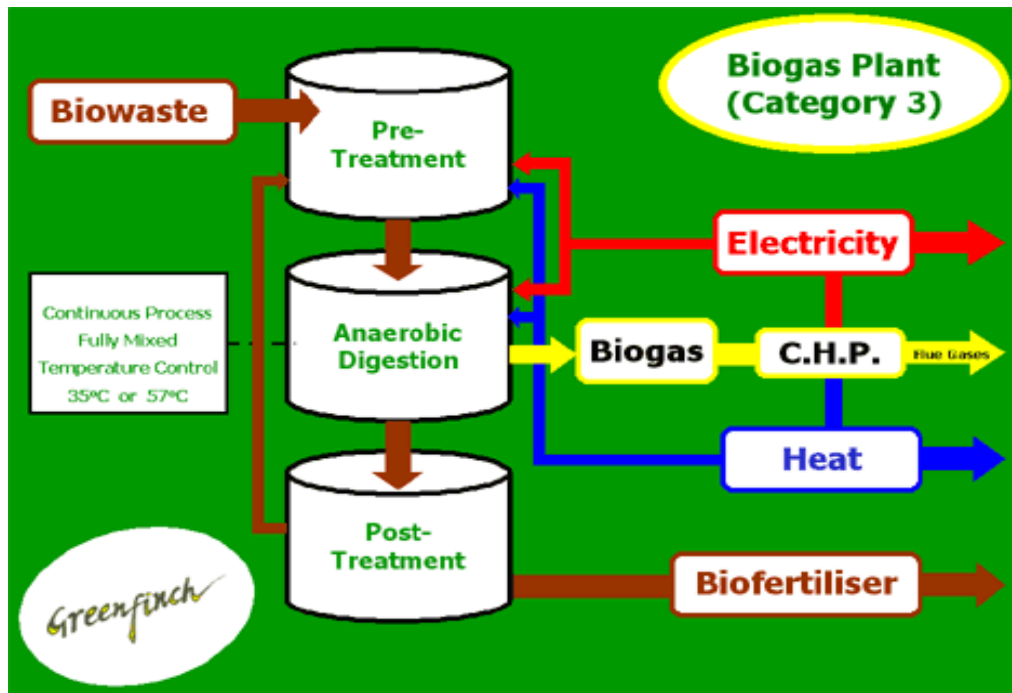 Biogas Plant
(Category 3)
Biowaste
Pre-
Treatment
Electricity
Continuous Process
Fully Mixed
Temperature Control
35ºC or 57ºC
Anaerobic
Digestion
Biogas
C.H.P.
Flue Gases
Heat
Post-
Treatment
Biofertiliser
Greenfinch